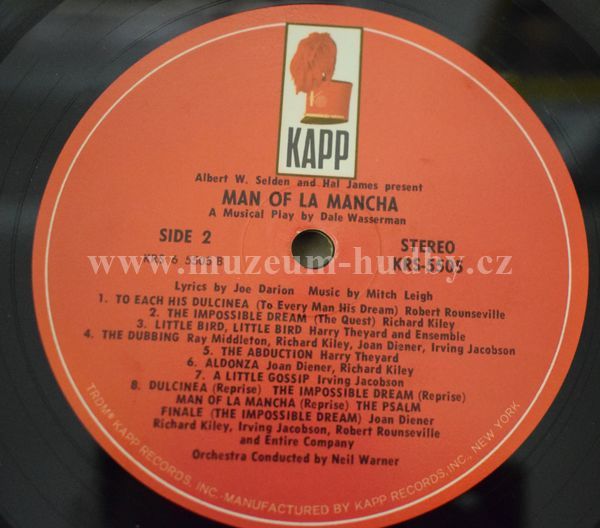 KAPP
Albert W. Selden and Hal James present
MAN OF LA MANCHA
A Musical Play by Dale Wasserman
SIDE 2
STEREO
KRS 6 5505 B
KRS-5505
www.muzeum-hudby.cz
Lyrics by Joe Darion Music by Mitch Leigh
1. TO EACH HIS DULCINEA (To Every Man His Dream) Robert Rounseville
2. THE IMPOSSIBLE DREAM (The Quest) Richard Kiley
3. LITTLE BIRD, LITTLE BIRD Harry Theyard and Ensemble
4. THE DUBBING Ray Middleton, Richard Kiley, Joan Diener, Irving Jacobson
5. THE ABDUCTION Harry Theyard
6. ALDONZA Joan Diener, Richard Kiley
7. A LITTLE GOSSIP Irving Jacobson
8. DULCINEA (Reprise) THE IMPOSSIBLE DREAM (Reprise)
MAN OF LA MANCHA (Reprise) THE PSALM
FINALE (THE IMPOSSIBLE DREAM) Joan Diener
Richard Kiley, Irving Jacobson, Robert Rounseville
and Entire Company
Orchestra Conducted by Neil Warner
TRDM® KAPP RECORDS, INC.-MANUFACTURED BY KAPP RECORDS, INC., NEW YORK